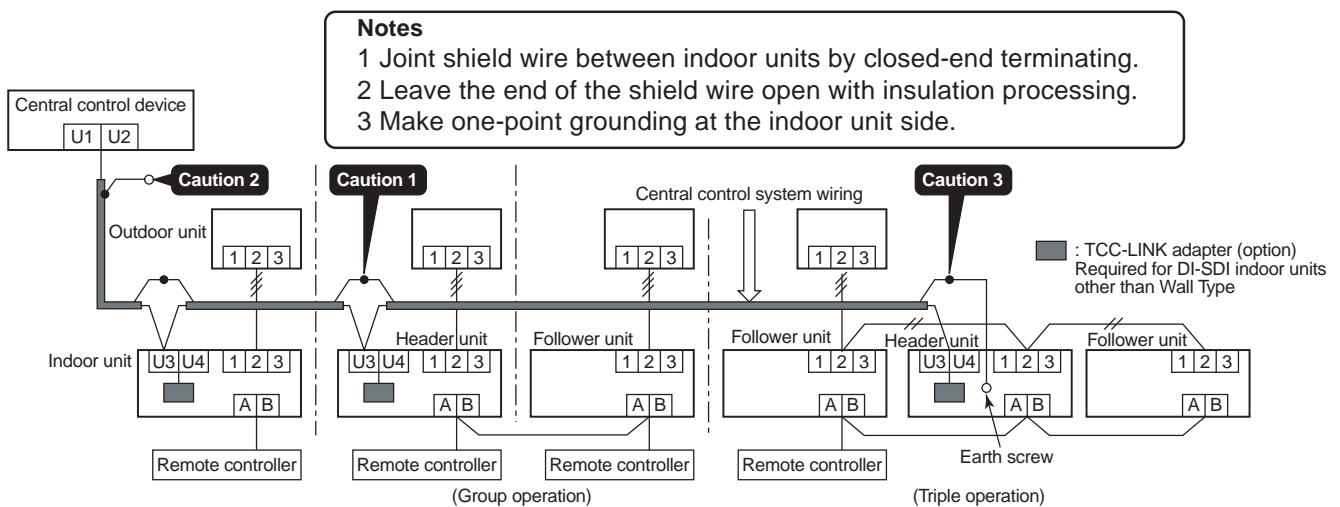 Notes
1 Joint shield wire between indoor units by closed-end terminating.
2 Leave the end of the shield wire open with insulation processing.
3 Make one-point grounding at the indoor unit side.
Central control device
U1 U2
Caution 2
Caution 1
Central control system wiring
Caution 3
Outdoor unit
1 2 3
1 2 3
1 2 3
1 2 3
: TCC-LINK adapter (option)
Required for DI-SDI indoor units
other than Wall Type
Indoor unit
U3 U4 1 2 3
Header unit
U3 U4 1 2 3
Follower unit
1 2 3
Follower unit
1 2 3
Header unit
U3 U4 1 2 3
Follower unit
1 2 3
A B
A B
A B
A B
A B
A B
Remote controller
Remote controller
Remote controller
Remote controller
Earth screw
(Group operation)
(Triple operation)